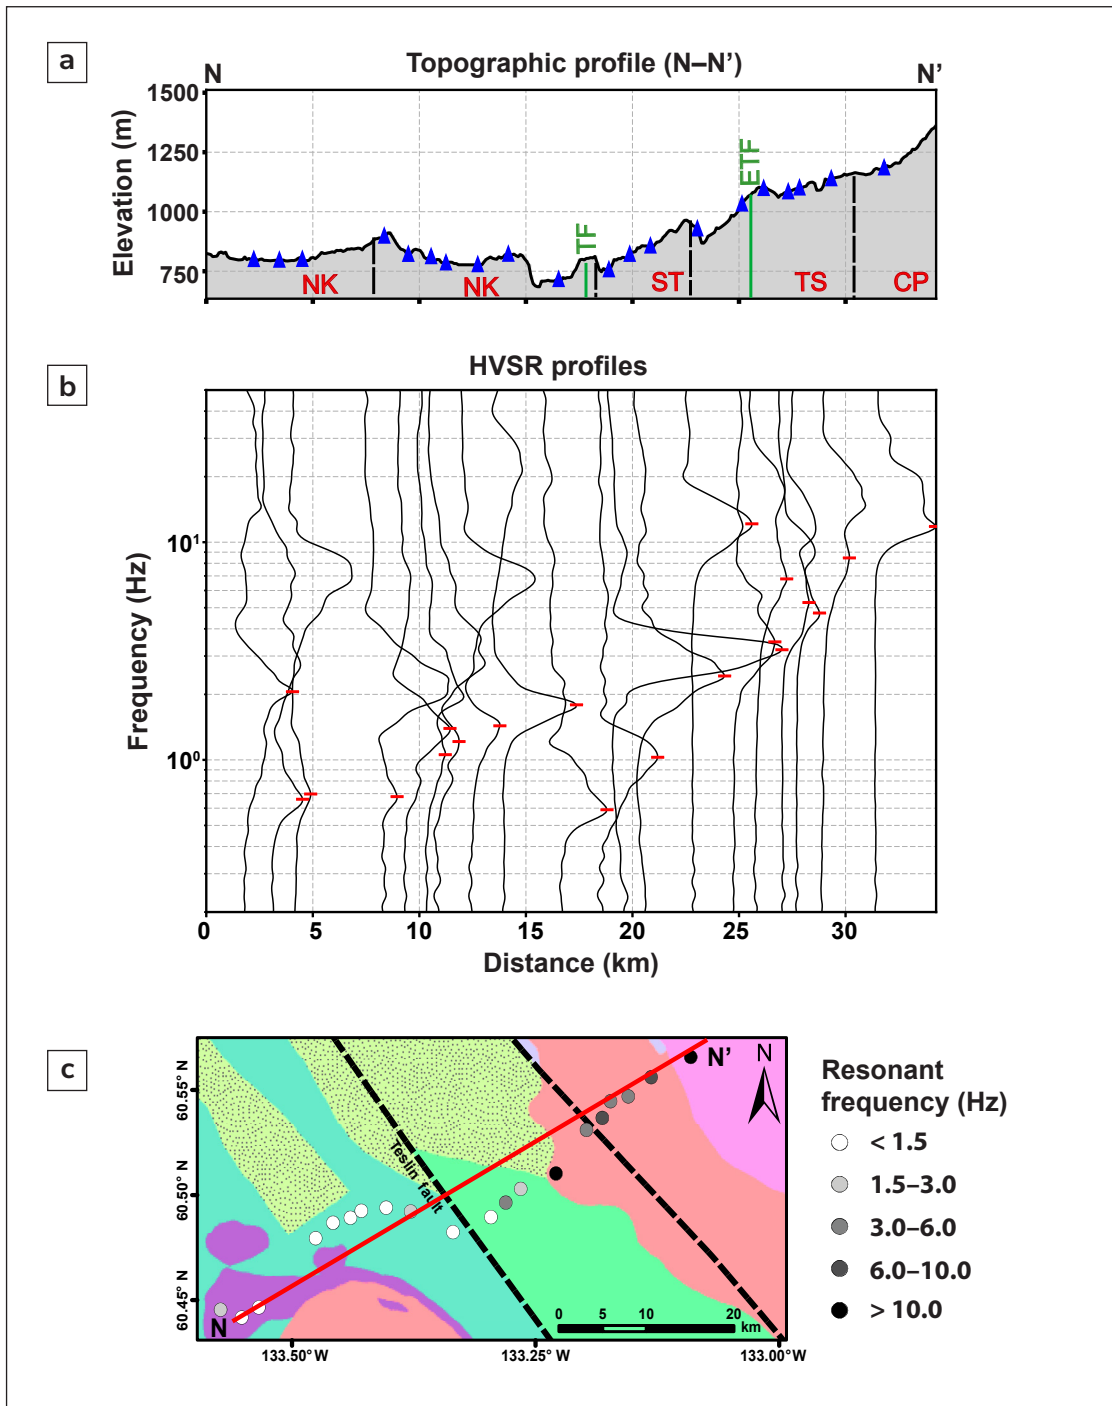 a
Topographic profile (N–N’)
N
N’
Elevation (m)
1500
1250
1000
750
NK
NK
TF
ST
ETF
TS
CP
b
HVSR profiles
Frequency (Hz)
10¹
10⁰
0 5 10 15 20 25 30
Distance (km)
c
60.55° N
60.50° N
60.45° N
Teslin fault
N
N’
N
0 5 10 20
km
133.50° W
133.25° W
133.00° W
Resonant
frequency (Hz)
< 1.5
1.5–3.0
3.0–6.0
6.0–10.0
> 10.0